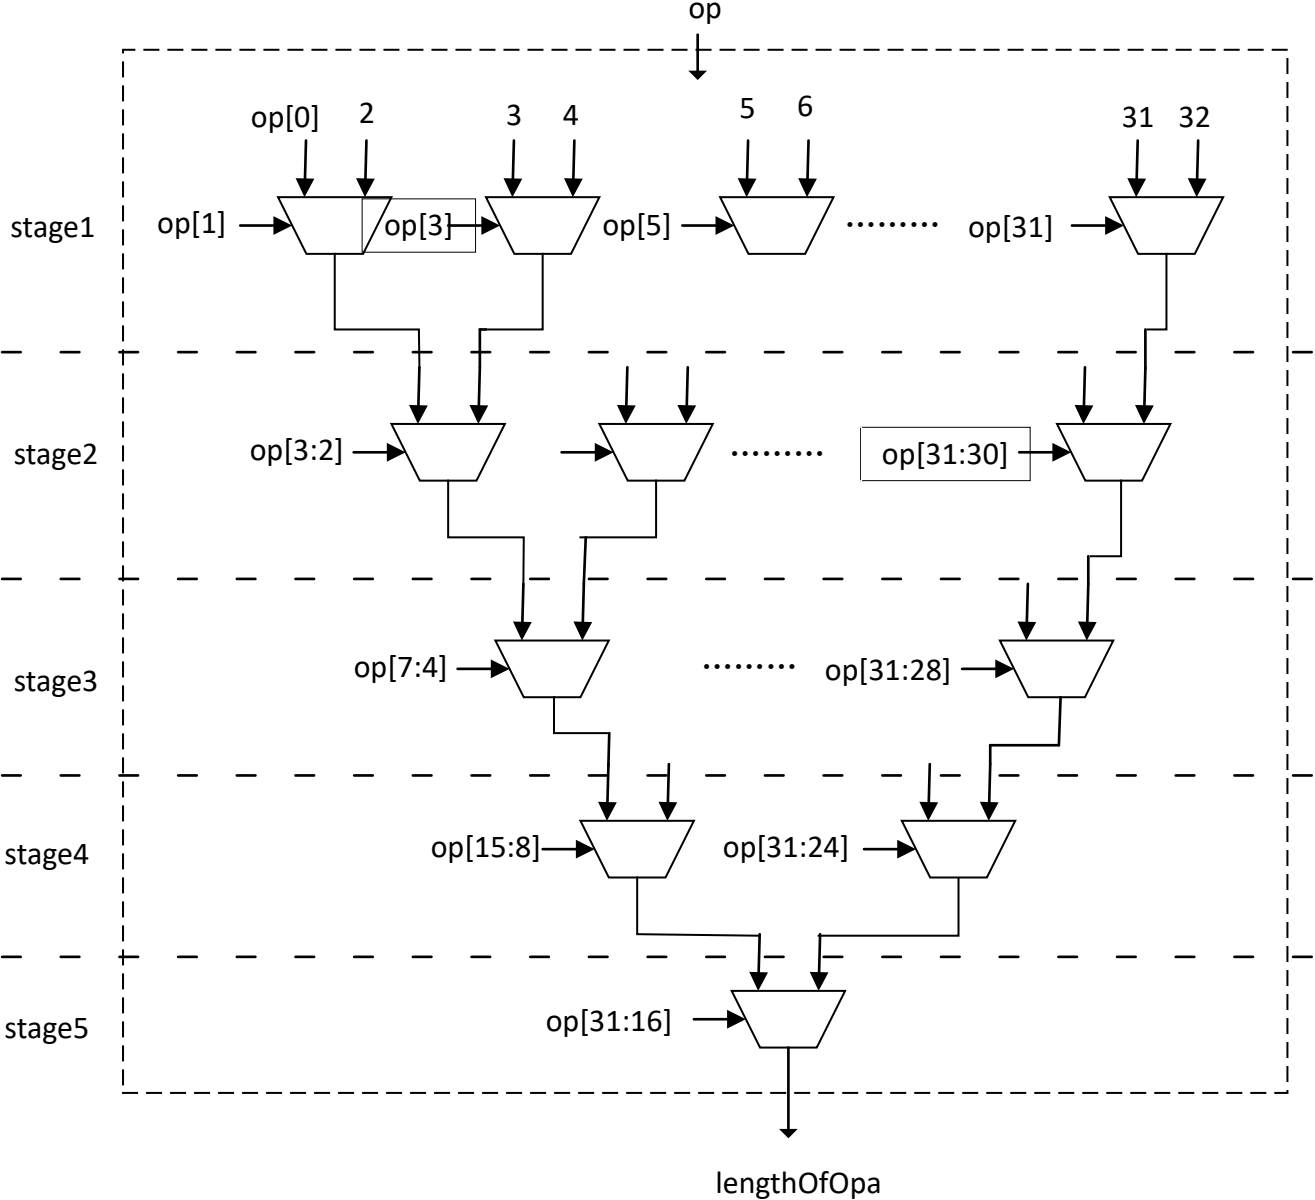 op
op[0] 2 3 4 5 6 31 32
stage1 op[1] op[3] op[5] ......... op[31]
stage2 op[3:2] ......... op[31:30]
stage3 op[7:4] ......... op[31:28]
stage4 op[15:8] op[31:24]
stage5 op[31:16]
lengthOfOpa